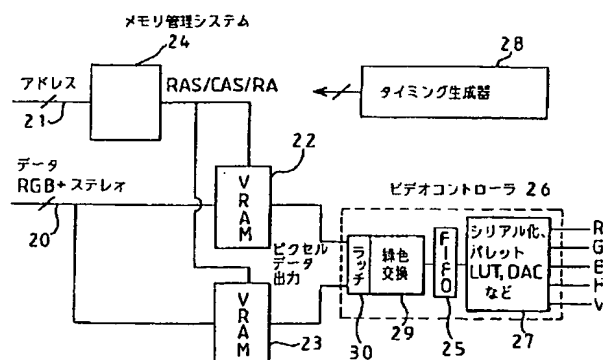 メモリ管理システム
24
28
アドレス
RAS/CAS/RA
タイミング生成器
21
22
データ
RGB+ステレオ
VRAM
ビデオコントローラ 26
20
ピクセル
データ
出力
ラッチ
緑色
交換
FIFO
シリアル化、
パレット
LUT, DAC
など
R
G
B
H
V
VRAM
30
29
25
27
23